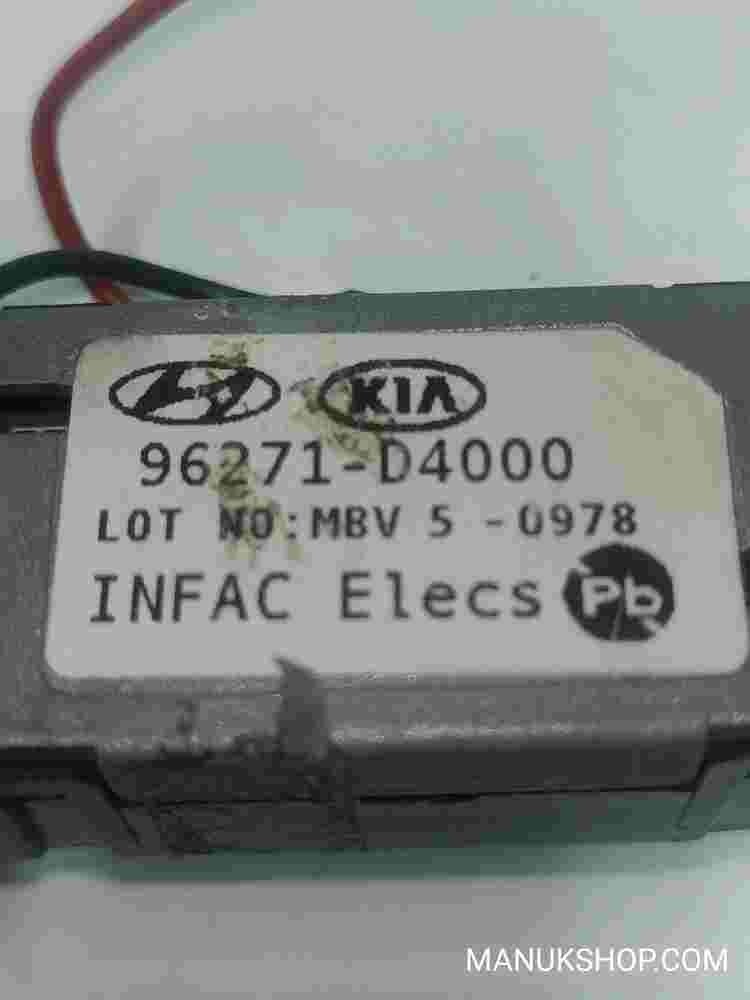 KIA
96271-D4000
LOT NO:MBV 5 -0978
INFAC Elecs Pb
MANUKSHOP.COM